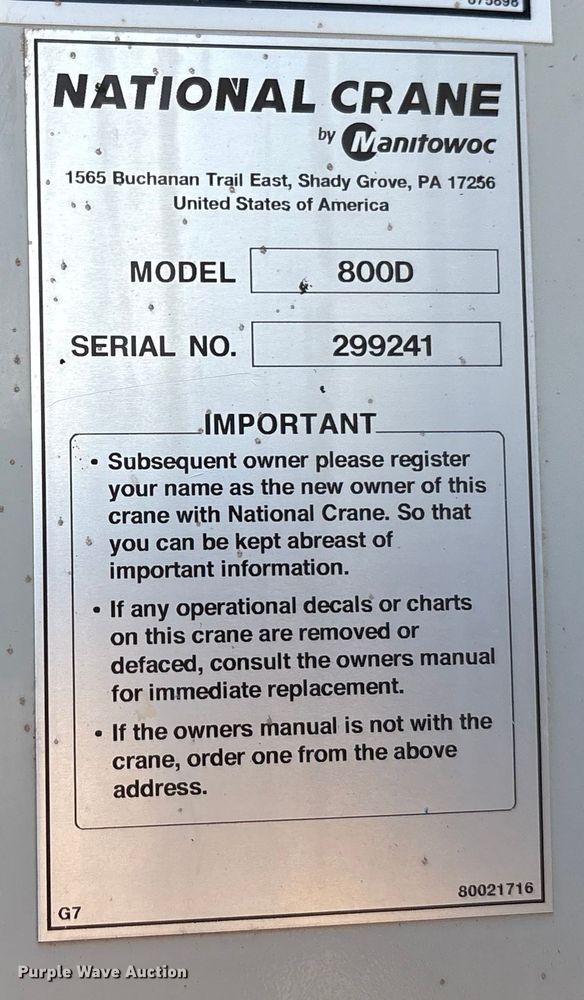 075898
NATIONAL CRANE
by Manitowoc
1565 Buchanan Trail East, Shady Grove, PA 17256
United States of America
MODEL 800D
SERIAL NO. 299241
IMPORTANT
• Subsequent owner please register
your name as the new owner of this
crane with National Crane. So that
you can be kept abreast of
important information.
• If any operational decals or charts
on this crane are removed or
defaced, consult the owners manual
for immediate replacement.
• If the owners manual is not with the
crane, order one from the above
address.
80021716
G7
Purple Wave Auction